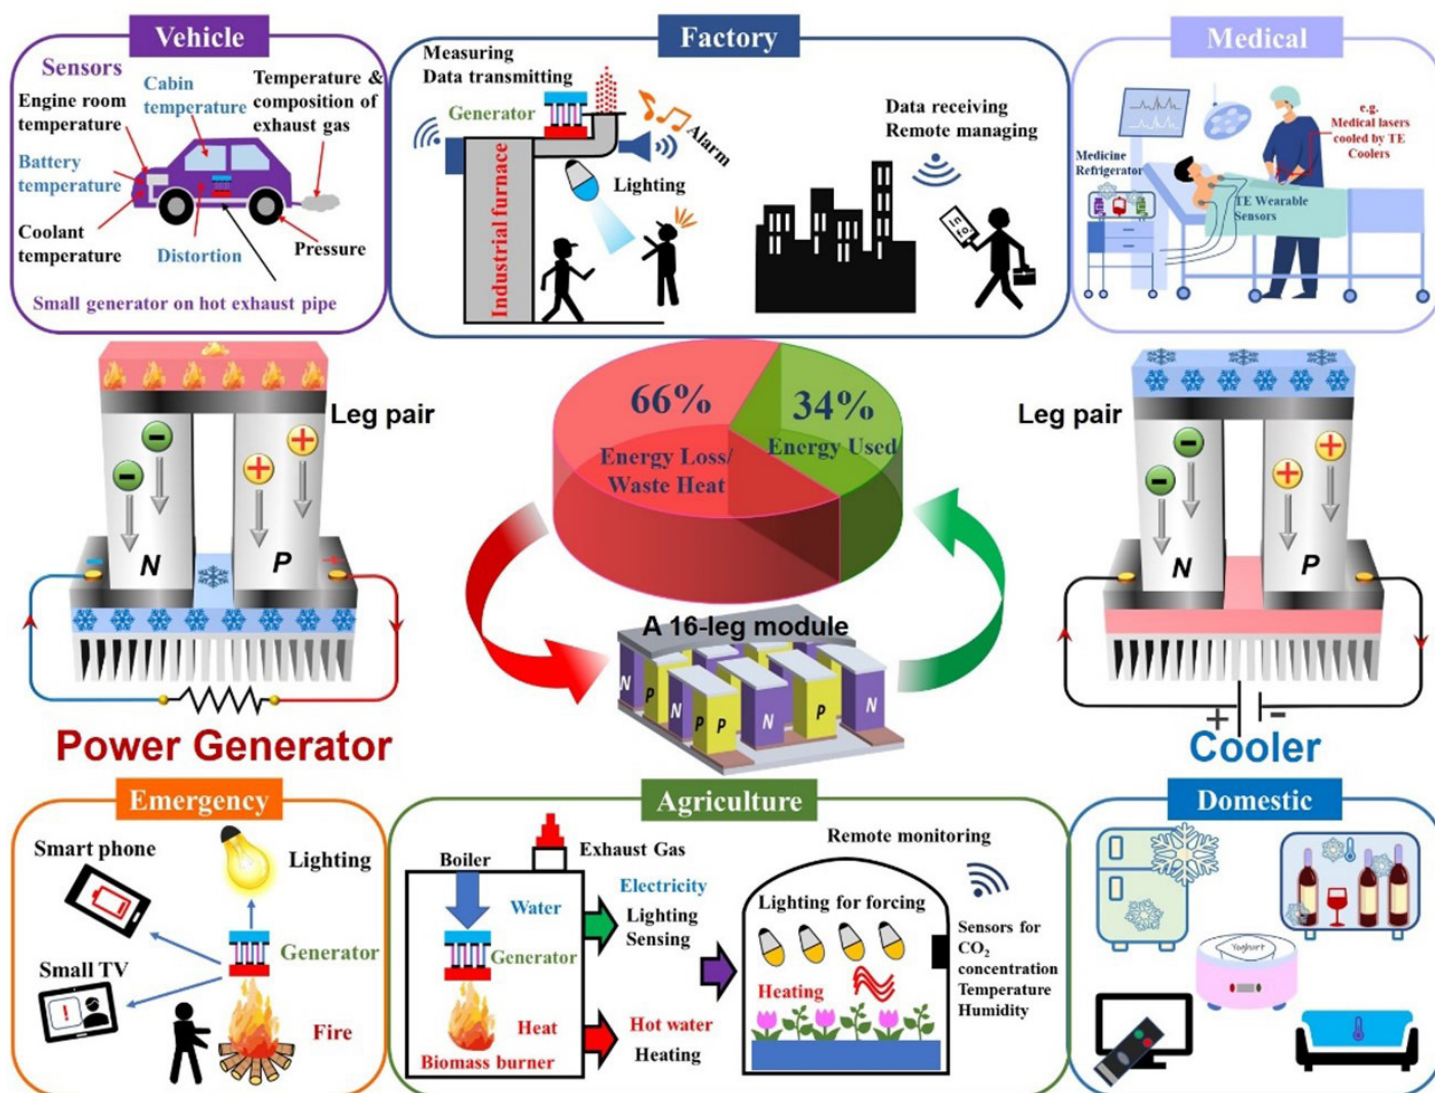 Vehicle
Sensors
Engine room
temperature
Cabin
temperature
Temperature &
composition of
exhaust gas
Battery
temperature
Coolant
temperature
Distortion
Pressure
Small generator on hot exhaust pipe
Factory
Measuring
Data transmitting
Generator
Alarm
Lighting
Industrial furnace
Data receiving
Remote managing
In
fo.
Medical
e.g.
Medical lasers
cooled by TE
Coolers
Medicine
Refrigerator
TE Wearable
Sensors
Leg pair
N
P
Power Generator
66%
Energy Loss/
Waste Heat
34%
Energy Used
A 16-leg module
N
P
N
P
P
N
P
N
Leg pair
N
P
+
-
Cooler
Emergency
Smart phone
Lighting
Generator
Small TV
!
Fire
Agriculture
Boiler
Exhaust Gas
Water
Generator
Heat
Biomass burner
Electricity
Lighting
Sensing
Hot water
Heating
Remote monitoring
Lighting for forcing
Heating
Sensors for
CO₂
concentration
Temperature
Humidity
Domestic
Yoghurt